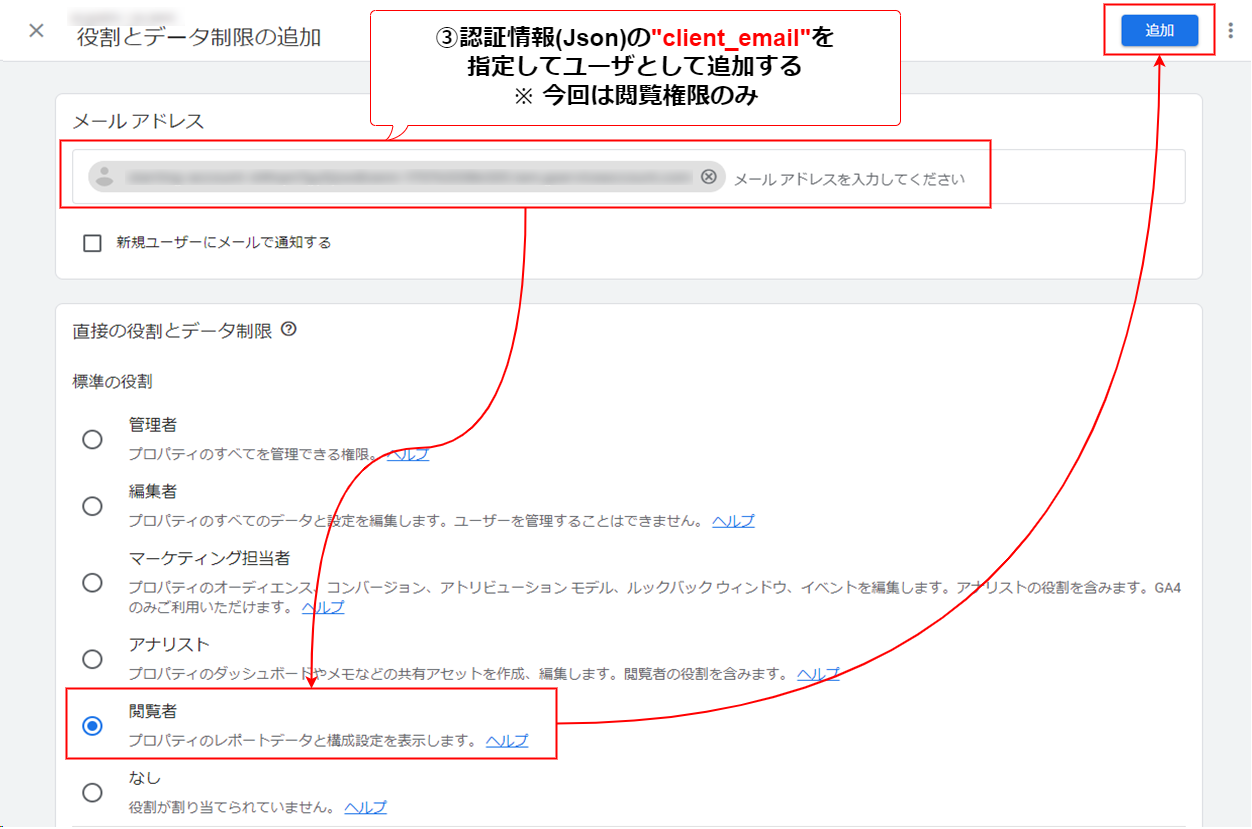 役割とデータ制限の追加
③認証情報(Json)の"client_email"を
指定してユーザとして追加する
※ 今回は閲覧権限のみ
追加
メール アドレス
メール アドレスを入力してください
新規ユーザーにメールで通知する
直接の役割とデータ制限
標準の役割
管理者
プロパティのすべてを管理できる権限。 ヘルプ
編集者
プロパティのすべてのデータと設定を編集します。ユーザーを管理することはできません。 ヘルプ
マーケティング担当者
プロパティのオーディエンス、コンバージョン、アトリビューション モデル、ルックバック ウィンドウ、イベントを編集します。アナリストの役割を含みます。GA4
のみご利用いただけます。 ヘルプ
アナリスト
プロパティのダッシュボードやメモなどの共有アセットを作成、編集します。閲覧者の役割を含みます。 ヘルプ
閲覧者
プロパティのレポートデータと構成設定を表示します。 ヘルプ
なし
役割が割り当てられていません。 ヘルプ